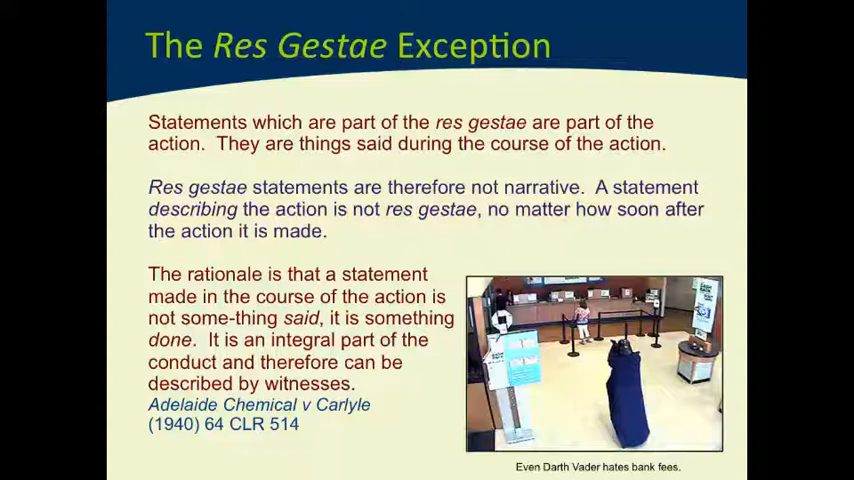 The Res Gestae Exception
Statements which are part of the res gestae are part of the
action. They are things said during the course of the action.
Res gestae statements are therefore not narrative. A statement
describing the action is not res gestae, no matter how soon after
the action it is made.
The rationale is that a statement
made in the course of the action is
not some-thing said, it is something
done. It is an integral part of the
conduct and therefore can be
described by witnesses.
Adelaide Chemical v Carlyle
(1940) 64 CLR 514
Even Darth Vader hates bank fees.